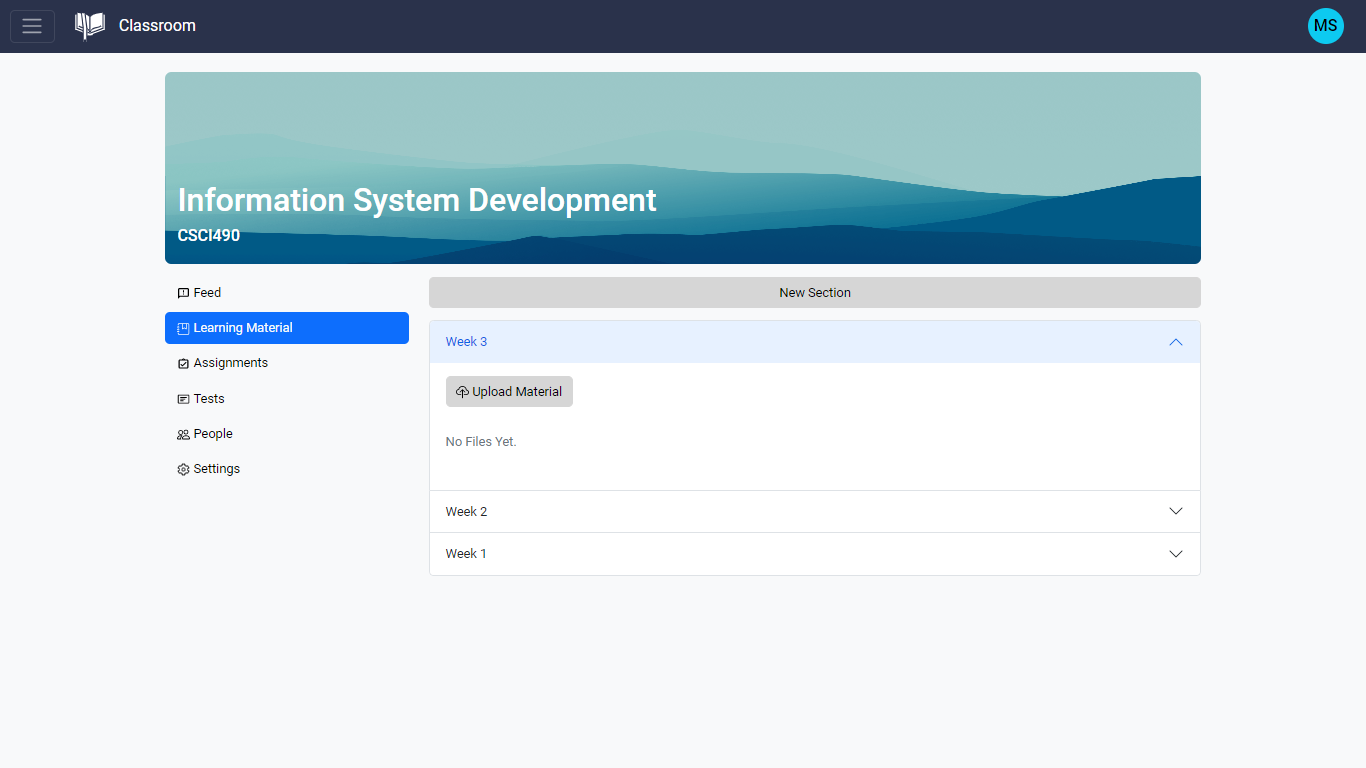 Classroom
MS
Information System Development
CSCI490
Feed
Learning Material
Assignments
Tests
People
Settings
New Section
Week 3
Upload Material
No Files Yet.
Week 2
Week 1